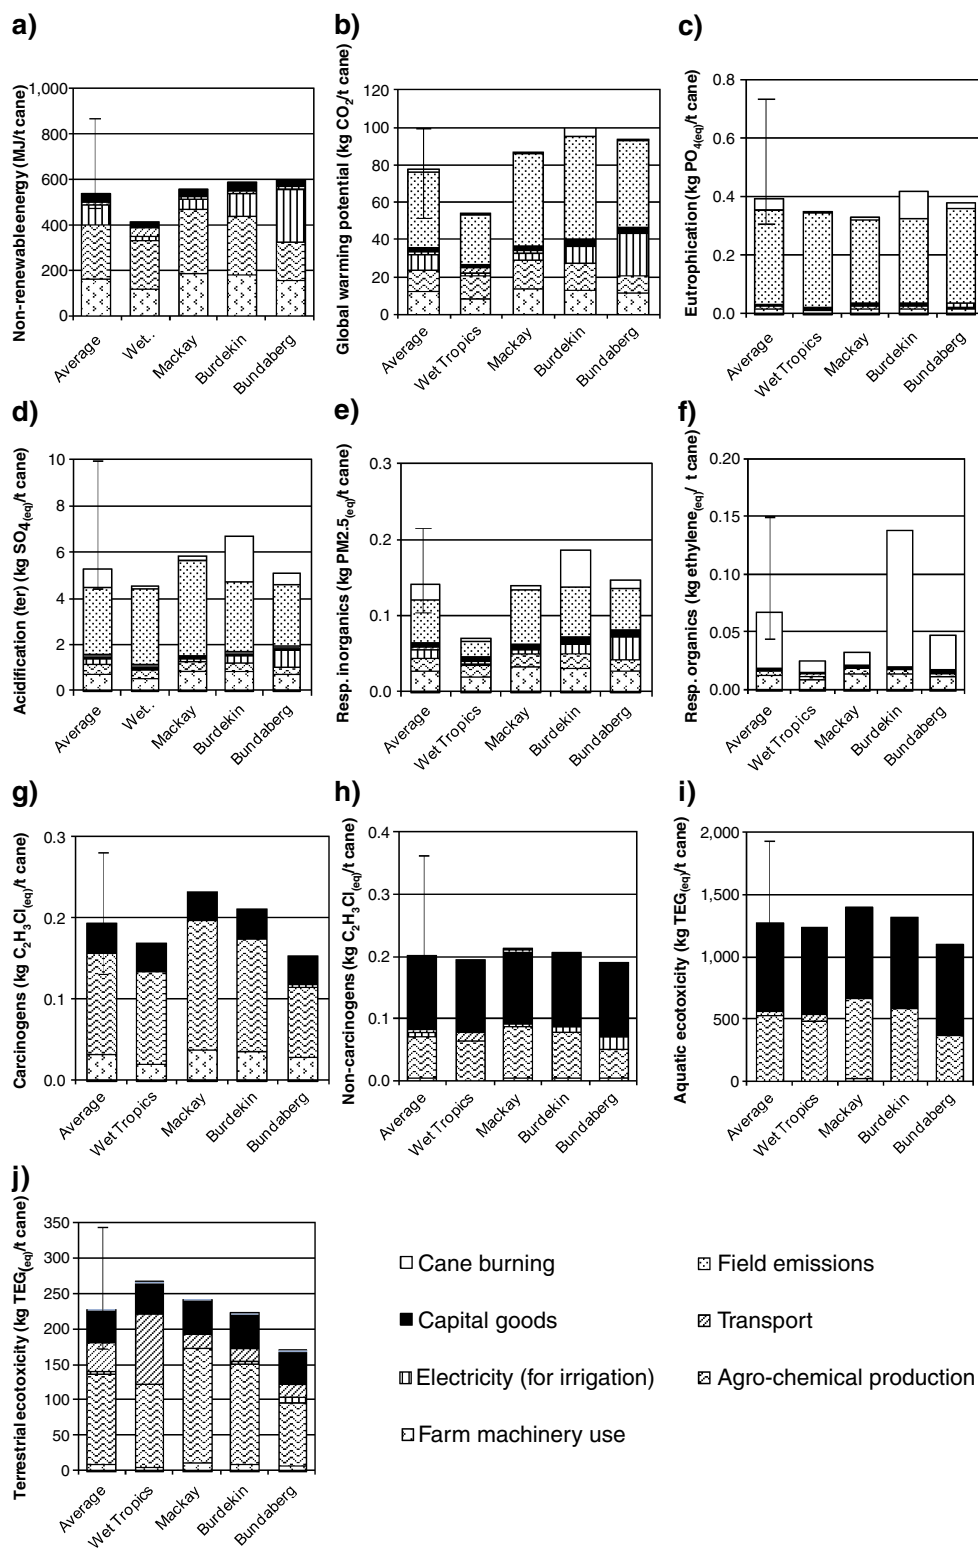 a)
Non-renewableenergy (MJ/t cane)
1,000
800
600
400
200
0
Average
Wet.
Mackay
Burdekin
Bundaberg
b)
Global warming potential (kg CO2/t cane)
120
100
80
60
40
20
0
Average
Wet Tropics
Mackay
Burdekin
Bundaberg
c)
Eutrophication (kg PO4(eq)/t cane)
0.8
0.6
0.4
0.2
0.0
Average
Wet Tropics
Mackay
Burdekin
Bundaberg
d)
Acidification (ter) (kg SO4(eq)/t cane)
10
8
6
4
2
0
Average
Wet.
Mackay
Burdekin
Bundaberg
e)
Resp. inorganics (kg PM2.5(eq)/t cane)
0.3
0.2
0.1
0.0
Average
Wet Tropics
Mackay
Burdekin
Bundaberg
f)
Resp. organics (kg ethylene(eq)/ t cane)
0.20
0.15
0.10
0.05
0.00
Average
Wet Tropics
Mackay
Burdekin
Bundaberg
g)
Carcinogens (kg C2H3Cl(eq)/t cane)
0.3
0.2
0.1
0.0
Average
Wet Tropics
Mackay
Burdekin
Bundaberg
h)
Non-carcinogens (kg C2H3Cl(eq)/t cane)
0.4
0.3
0.2
0.1
0.0
Average
Wet Tropics
Mackay
Burdekin
Bundaberg
i)
Aquatic ecotoxicity (kg TEG(eq)/t cane)
2,000
1,500
1,000
500
0
Average
Wet Tropics
Mackay
Burdekin
Bundaberg
j)
Terrestrial ecotoxicity (kg TEG(eq)/t cane)
350
300
250
200
150
100
50
0
Average
Wet Tropics
Mackay
Burdekin
Bundaberg
Cane burning
Field emissions
Capital goods
Transport
Electricity (for irrigation)
Agro-chemical production
Farm machinery use